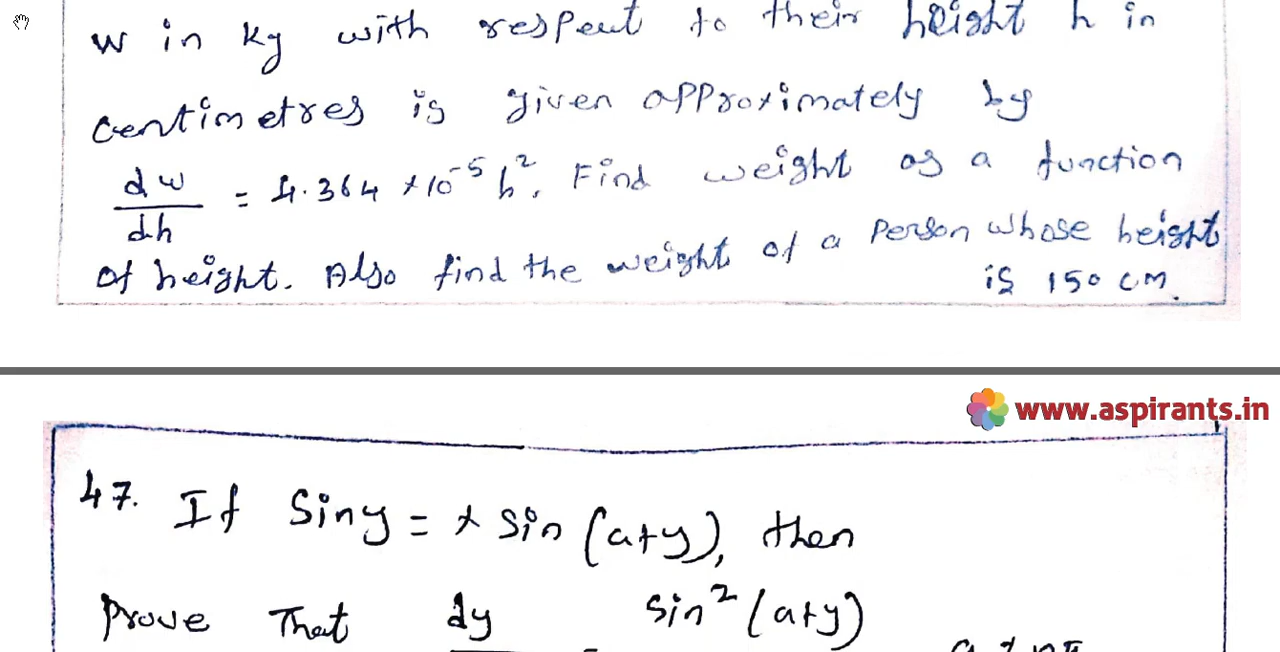 w in kg with respect to their height h in
centimetres is given approximately by
dw/dh = 4.364 × 10⁻⁵ h². Find weight as a function
of height. Also find the weight of a person whose height
is 150 cm.
www.aspirants.in
47. If Siny = x sin (a+y), then
Prove That dy sin² (a+y)